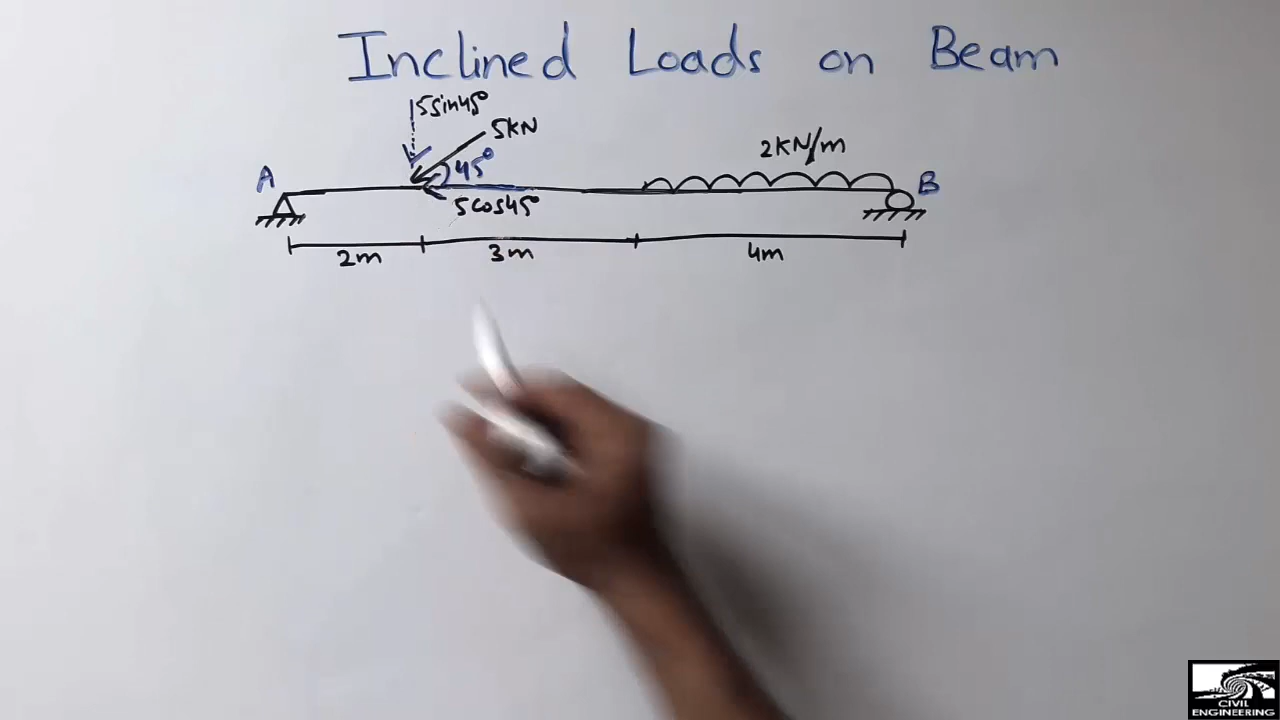 Inclined Loads on Beam
5sin45°
5KN
45°
2KN/m
A
B
5cos45°
2m
3m
4m
CIVIL
ENGINEERING